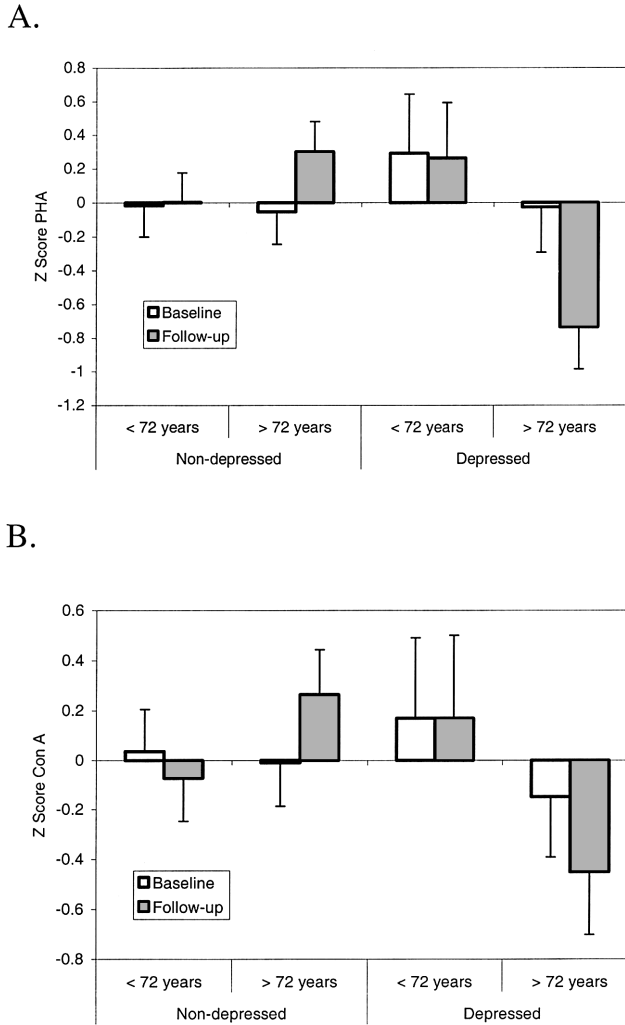 A.
0.8
0.6
0.4
0.2
0
-0.2
-0.4
-0.6
-0.8
-1
-1.2
Z Score PHA
Baseline
Follow-up
< 72 years > 72 years < 72 years > 72 years
Non-depressed Depressed
B.
0.6
0.4
0.2
0
-0.2
-0.4
-0.6
-0.8
Z Score Con A
Baseline
Follow-up
< 72 years > 72 years < 72 years > 72 years
Non-depressed Depressed